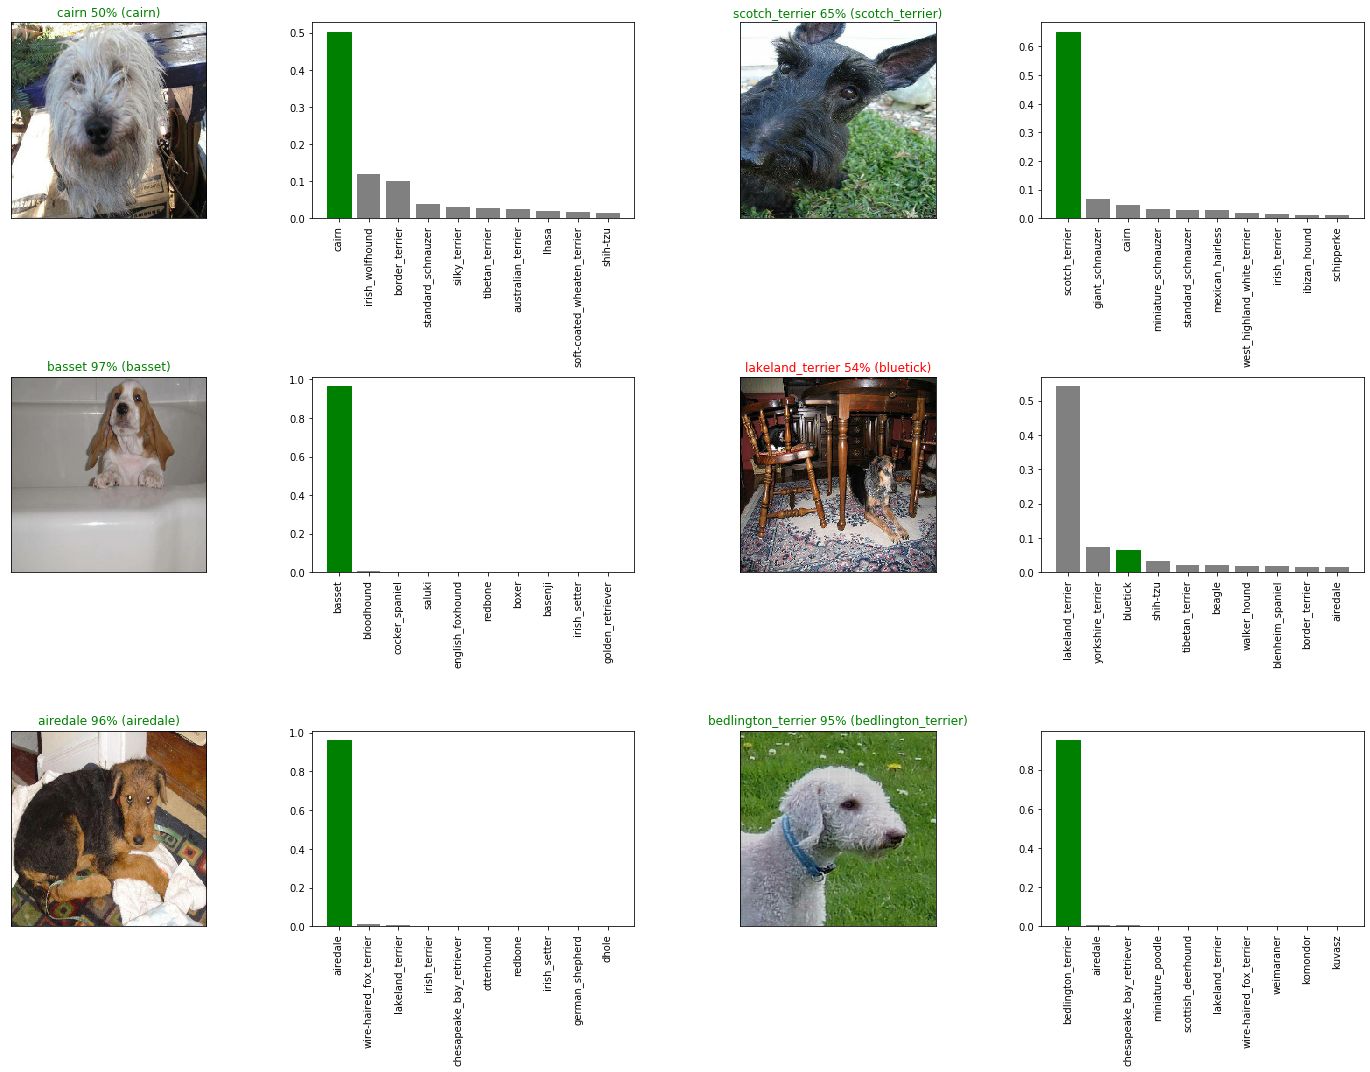 cairn 50% (cairn)
0.5
0.4
0.3
0.2
0.1
0.0
cairn
irish_wolfhound
border_terrier
standard_schnauzer
silky_terrier
tibetan_terrier
australian_terrier
lhasa
soft-coated_wheaten_terrier
shih-tzu
scotch_terrier 65% (scotch_terrier)
0.6
0.5
0.4
0.3
0.2
0.1
0.0
scotch_terrier
giant_schnauzer
cairn
miniature_schnauzer
standard_schnauzer
mexican_hairless
west_highland_white_terrier
irish_terrier
ibizan_hound
schipperke
basset 97% (basset)
1.0
0.8
0.6
0.4
0.2
0.0
basset
bloodhound
cocker_spaniel
saluki
english_foxhound
redbone
boxer
basenji
irish_setter
golden_retriever
lakeland_terrier 54% (bluetick)
0.5
0.4
0.3
0.2
0.1
0.0
lakeland_terrier
yorkshire_terrier
bluetick
shih-tzu
tibetan_terrier
beagle
walker_hound
blenheim_spaniel
border_terrier
airedale
airedale 96% (airedale)
1.0
0.8
0.6
0.4
0.2
0.0
airedale
wire-haired_fox_terrier
lakeland_terrier
irish_terrier
chesapeake_bay_retriever
otterhound
redbone
irish_setter
german_shepherd
dhole
bedlington_terrier 95% (bedlington_terrier)
0.8
0.6
0.4
0.2
0.0
bedlington_terrier
airedale
chesapeake_bay_retriever
miniature_poodle
scottish_deerhound
lakeland_terrier
wire-haired_fox_terrier
weimaraner
komondor
kuvasz